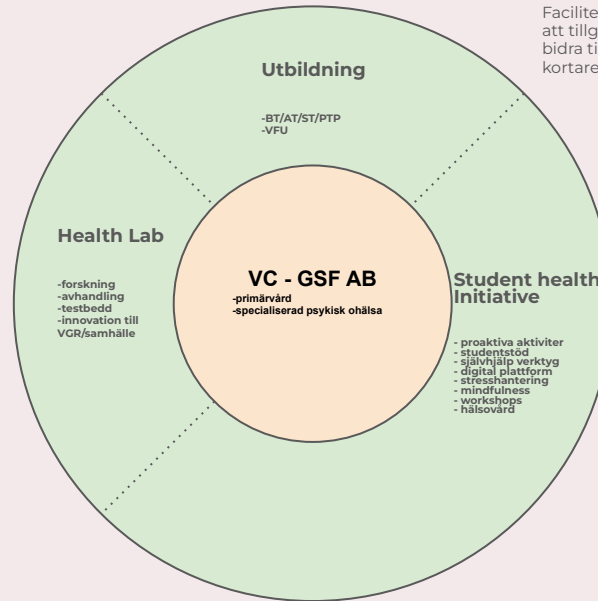 Facilite
att tillg
bidra ti
kortare
Utbildning
-BT/AT/ST/PTP
-VFU
Health Lab
-forskning
-avhandling
-testbedd
-innovation till
VGR/samhälle
VC - GSF AB
-primärvård
-specialiserad psykisk ohälsa
Student health
Initiative
- proaktiva aktiviter
- studentstöd
- självhjälp verktyg
- digital plattform
- stresshantering
- mindfulness
- workshops
- hälsovård